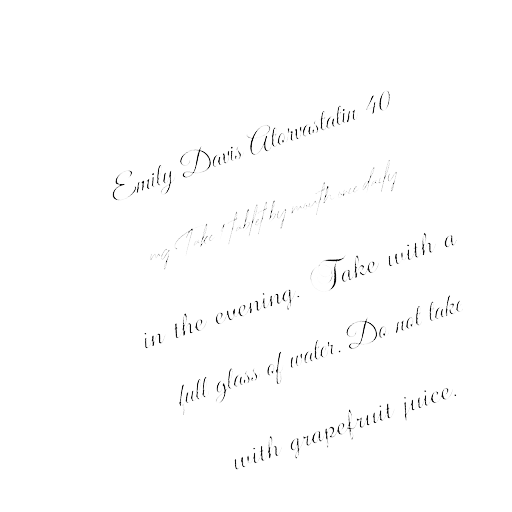 Emily Davis Atorvastatin 40
mg Take 1 tablet by mouth once daily
in the evening. Take with a
full glass of water. Do not take
with grapefruit juice.